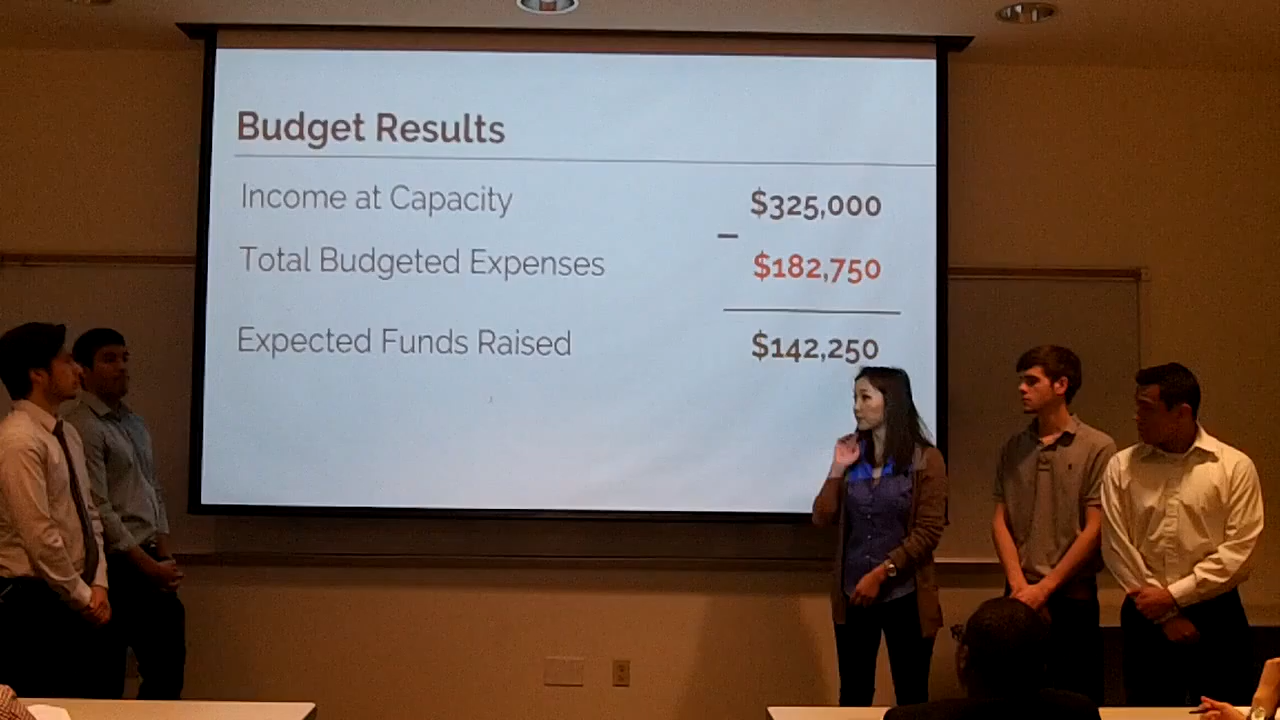 Budget Results
Income at Capacity $325,000
–
Total Budgeted Expenses $182,750
Expected Funds Raised $142,250